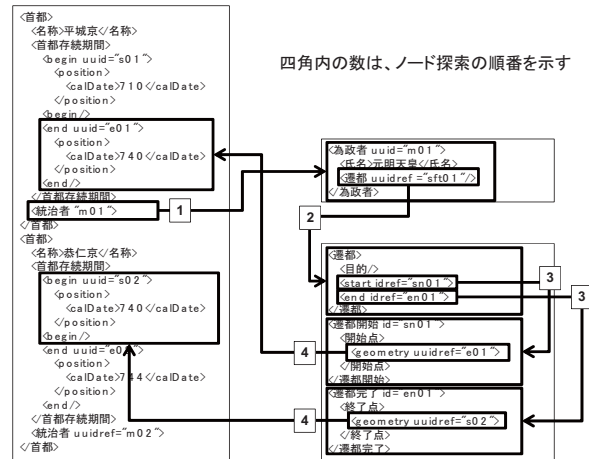 <首都>
<名称>平城京</名称>
<首都存続期間>
<begin uuid="s01">
<position>
<calDate>710</calDate>
</position>
<begin/>
<end uuid="e01">
<position>
<calDate>740</calDate>
</position>
<end/>
</首都存続期間>
<統治者 "m01">
</首都>
<首都>
<名称>恭仁京</名称>
<首都存続期間>
<begin uuid="s02">
<position>
<calDate>740</calDate>
</position>
<begin/>
<end uuid="e0
<position>
<calDate>744</calDate>
</position>
<end/>
</首都存続期間>
<統治者 uuidref="m02">
</首都>
四角内の数は、ノード探索の順番を示す
<為政者 uuid="m01">
<氏名>元明天皇</氏名>
<遷都 uuidref ="sft01"/>
</為政者>
<遷都>
<目的/>
<start idref="sn01">
<end idref="en01">
</遷都>
<遷都開始 id="sn01">
<開始点>
<geometry uuidref="e01">
</開始点>
</遷都開始>
<遷都完了 id= en01 ">
<終了点>
<geometry uuidref="s02">
</終了点>
</遷都完了>
1
2
3
3
4
4